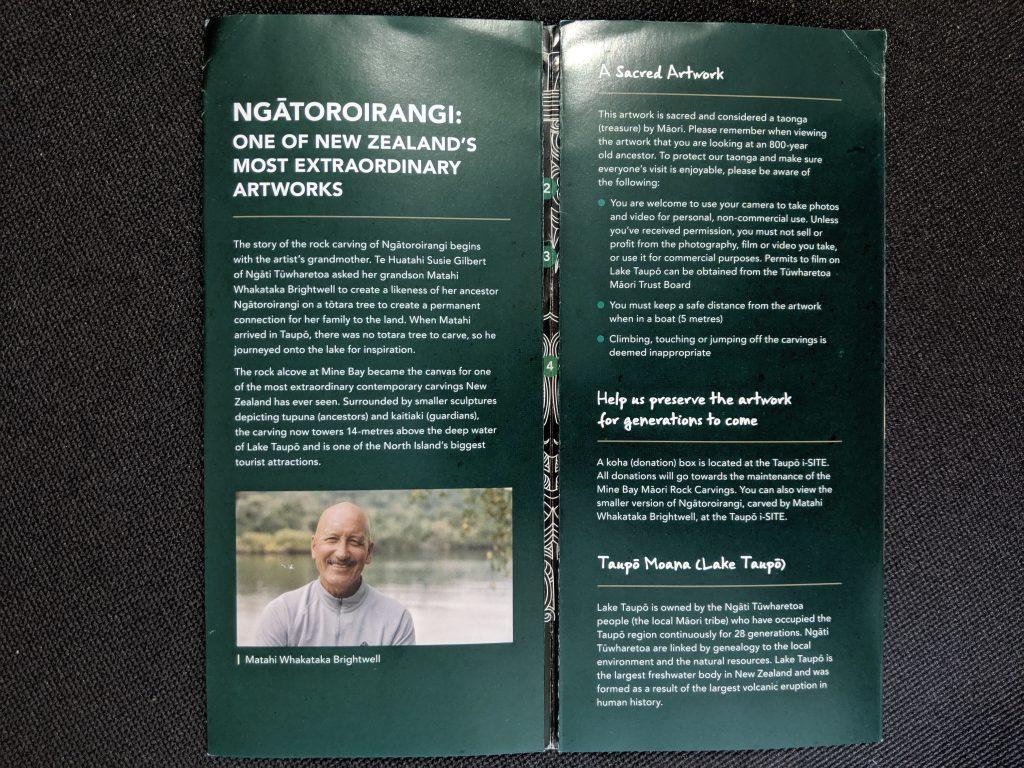 NGĀTOROIRANGI:
ONE OF NEW ZEALAND'S
MOST EXTRAORDINARY
ARTWORKS
The story of the rock carving of Ngātoroirangi begins
with the artist's grandmother. Te Huatahi Susie Gilbert
of Ngāti Tūwharetoa asked her grandson Matahi
Whakataka Brightwell to create a likeness of her ancestor
Ngātoroirangi on a tōtara tree to create a permanent
connection for her family to the land. When Matahi
arrived in Taupō, there was no totara tree to carve, so he
journeyed onto the lake for inspiration.
The rock alcove at Mine Bay became the canvas for one
of the most extraordinary contemporary carvings New
Zealand has ever seen. Surrounded by smaller sculptures
depicting tupuna (ancestors) and kaitiaki (guardians),
the carving now towers 14-metres above the deep water
of Lake Taupō and is one of the North Island's biggest
tourist attractions.
Matahi Whakataka Brightwell
2
3
4
A Sacred Artwork
This artwork is sacred and considered a taonga
(treasure) by Māori. Please remember when viewing
the artwork that you are looking at an 800-year
old ancestor. To protect our taonga and make sure
everyone's visit is enjoyable, please be aware of
the following:
You are welcome to use your camera to take photos
and video for personal, non-commercial use. Unless
you've received permission, you must not sell or
profit from the photography, film or video you take,
or use it for commercial purposes. Permits to film on
Lake Taupō can be obtained from the Tūwharetoa
Māori Trust Board
You must keep a safe distance from the artwork
when in a boat (5 metres)
Climbing, touching or jumping off the carvings is
deemed inappropriate
Help us preserve the artwork
for generations to come
A koha (donation) box is located at the Taupō i-SITE.
All donations will go towards the maintenance of the
Mine Bay Māori Rock Carvings. You can also view the
smaller version of Ngātoroirangi, carved by Matahi
Whakataka Brightwell, at the Taupō i-SITE.
Taupō Moana (Lake Taupō)
Lake Taupō is owned by the Ngāti Tūwharetoa
people (the local Māori tribe) who have occupied the
Taupō region continuously for 28 generations. Ngāti
Tūwharetoa are linked by genealogy to the local
environment and the natural resources. Lake Taupō is
the largest freshwater body in New Zealand and was
formed as a result of the largest volcanic eruption in
human history.